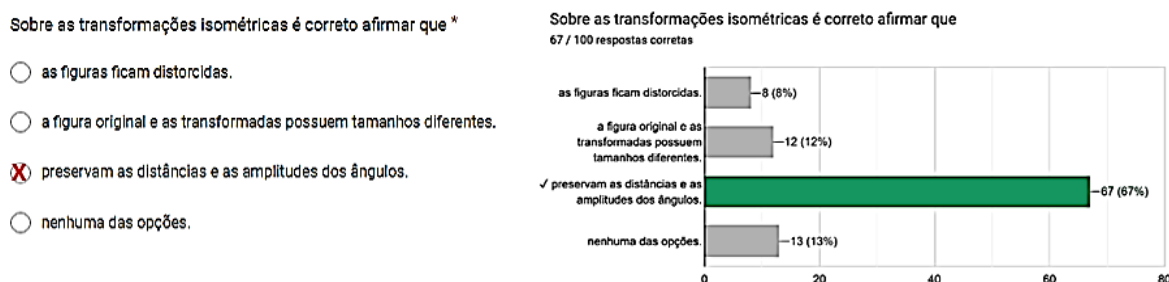 Sobre as transformações isométricas é correto afirmar que *
as figuras ficam distorcidas.
a figura original e as transformadas possuem tamanhos diferentes.
X preservam as distâncias e as amplitudes dos ângulos.
nenhuma das opções.
Sobre as transformações isométricas é correto afirmar que
67 / 100 respostas corretas
as figuras ficam distorcidas. 8 (8%)
a figura original e as
transformadas possuem
tamanhos diferentes.
12 (12%)
✓ preservam as distâncias e as
amplitudes dos ângulos.
67 (67%)
nenhuma das opções. 13 (13%)
0 20 40 60 80